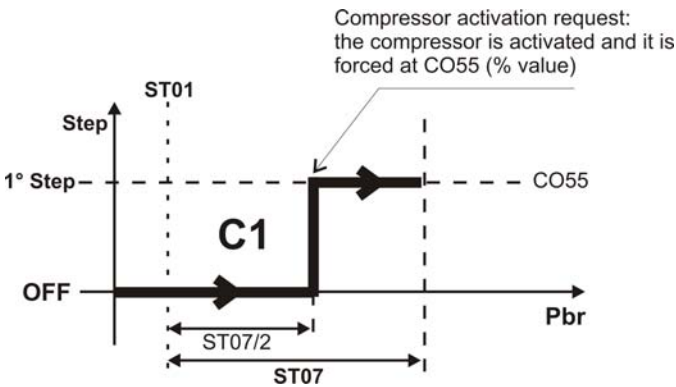 Compressor activation request:
the compressor is activated and it is
forced at CO55 (% value)
ST01
Step
1° Step
CO55
C1
OFF
Pbr
ST07/2
ST07